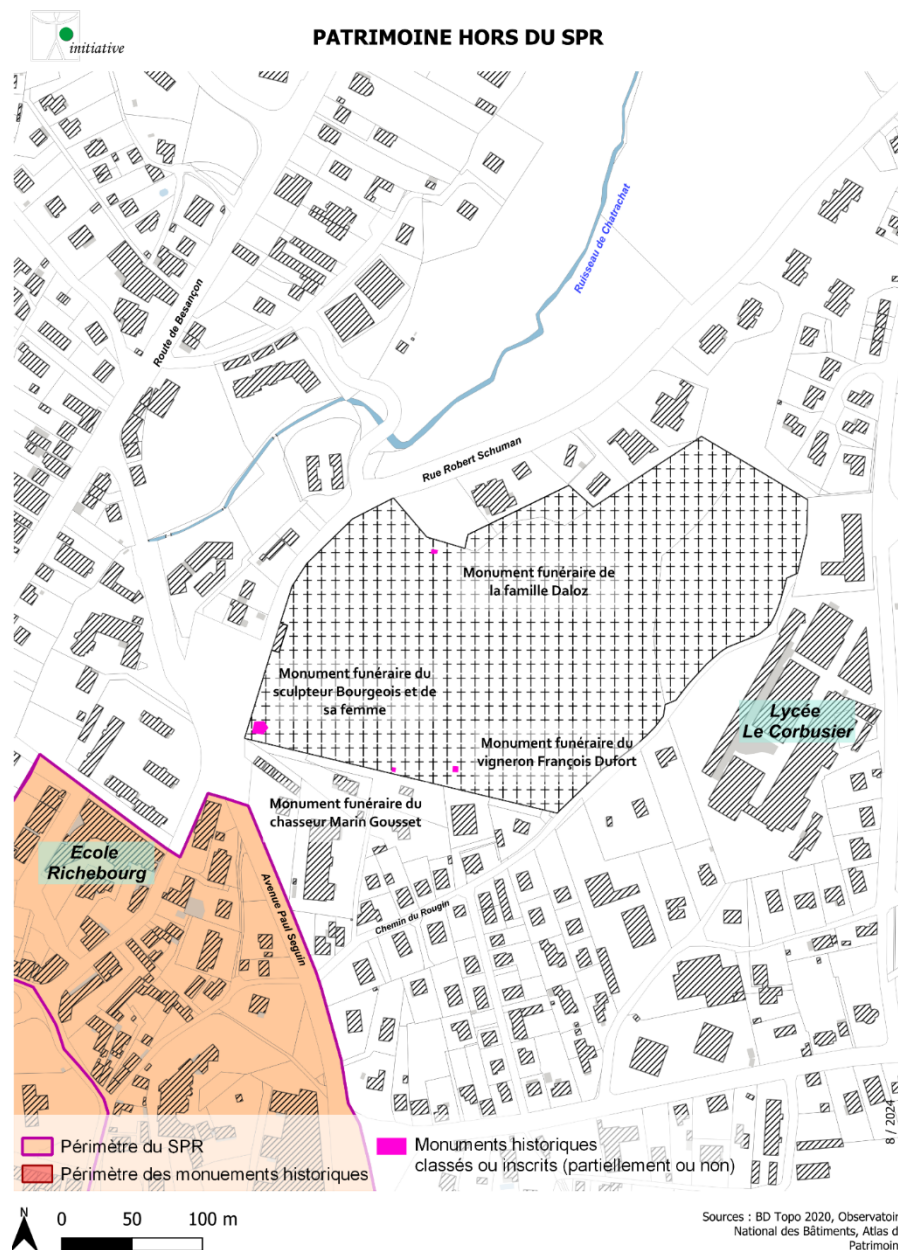 initiative
PATRIMOINE HORS DU SPR
Ruisseau de Chatrachat
Route de Besançon
Rue Robert Schuman
Monument funéraire de
la famille Daloz
Monument funéraire du
sculpteur Bourgeois et de
sa femme
Lycée
Le Corbusier
Monument funéraire du
vigneron François Dufort
Monument funéraire du
chasseur Marin Gousset
Ecole
Richebourg
Avenue Paul Seguin
Chemin du Rougin
8 / 2024
Périmètre du SPR
Périmètre des monuements historiques
Monuments historiques
classés ou inscrits (partiellement ou non)
N
0 50 100 m
Sources : BD Topo 2020, Observatoir
National des Bâtiments, Atlas d
Patrimoin